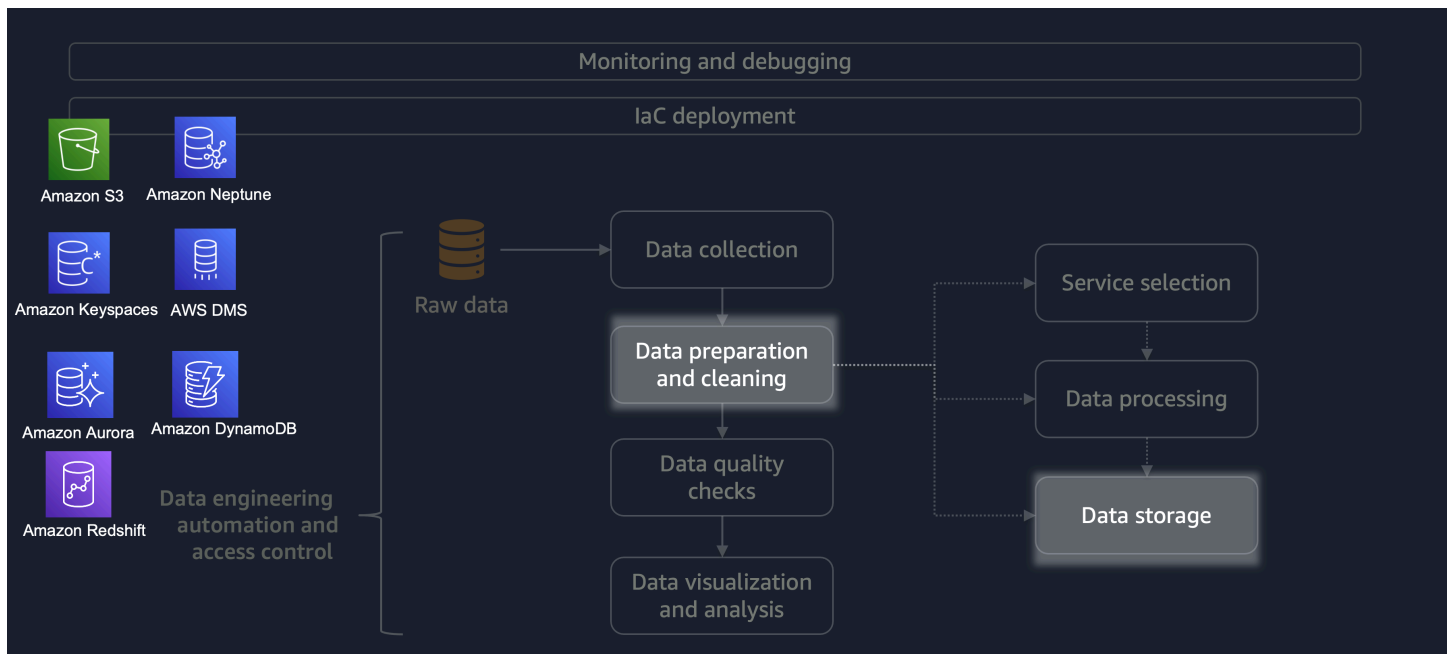 Monitoring and debugging
IaC deployment
Amazon S3
Amazon Neptune
Amazon Keyspaces
AWS DMS
Amazon Aurora
Amazon DynamoDB
Amazon Redshift
Data engineering
automation and
access control
Raw data
Data collection
Data preparation
and cleaning
Data quality
checks
Data visualization
and analysis
Service selection
Data processing
Data storage